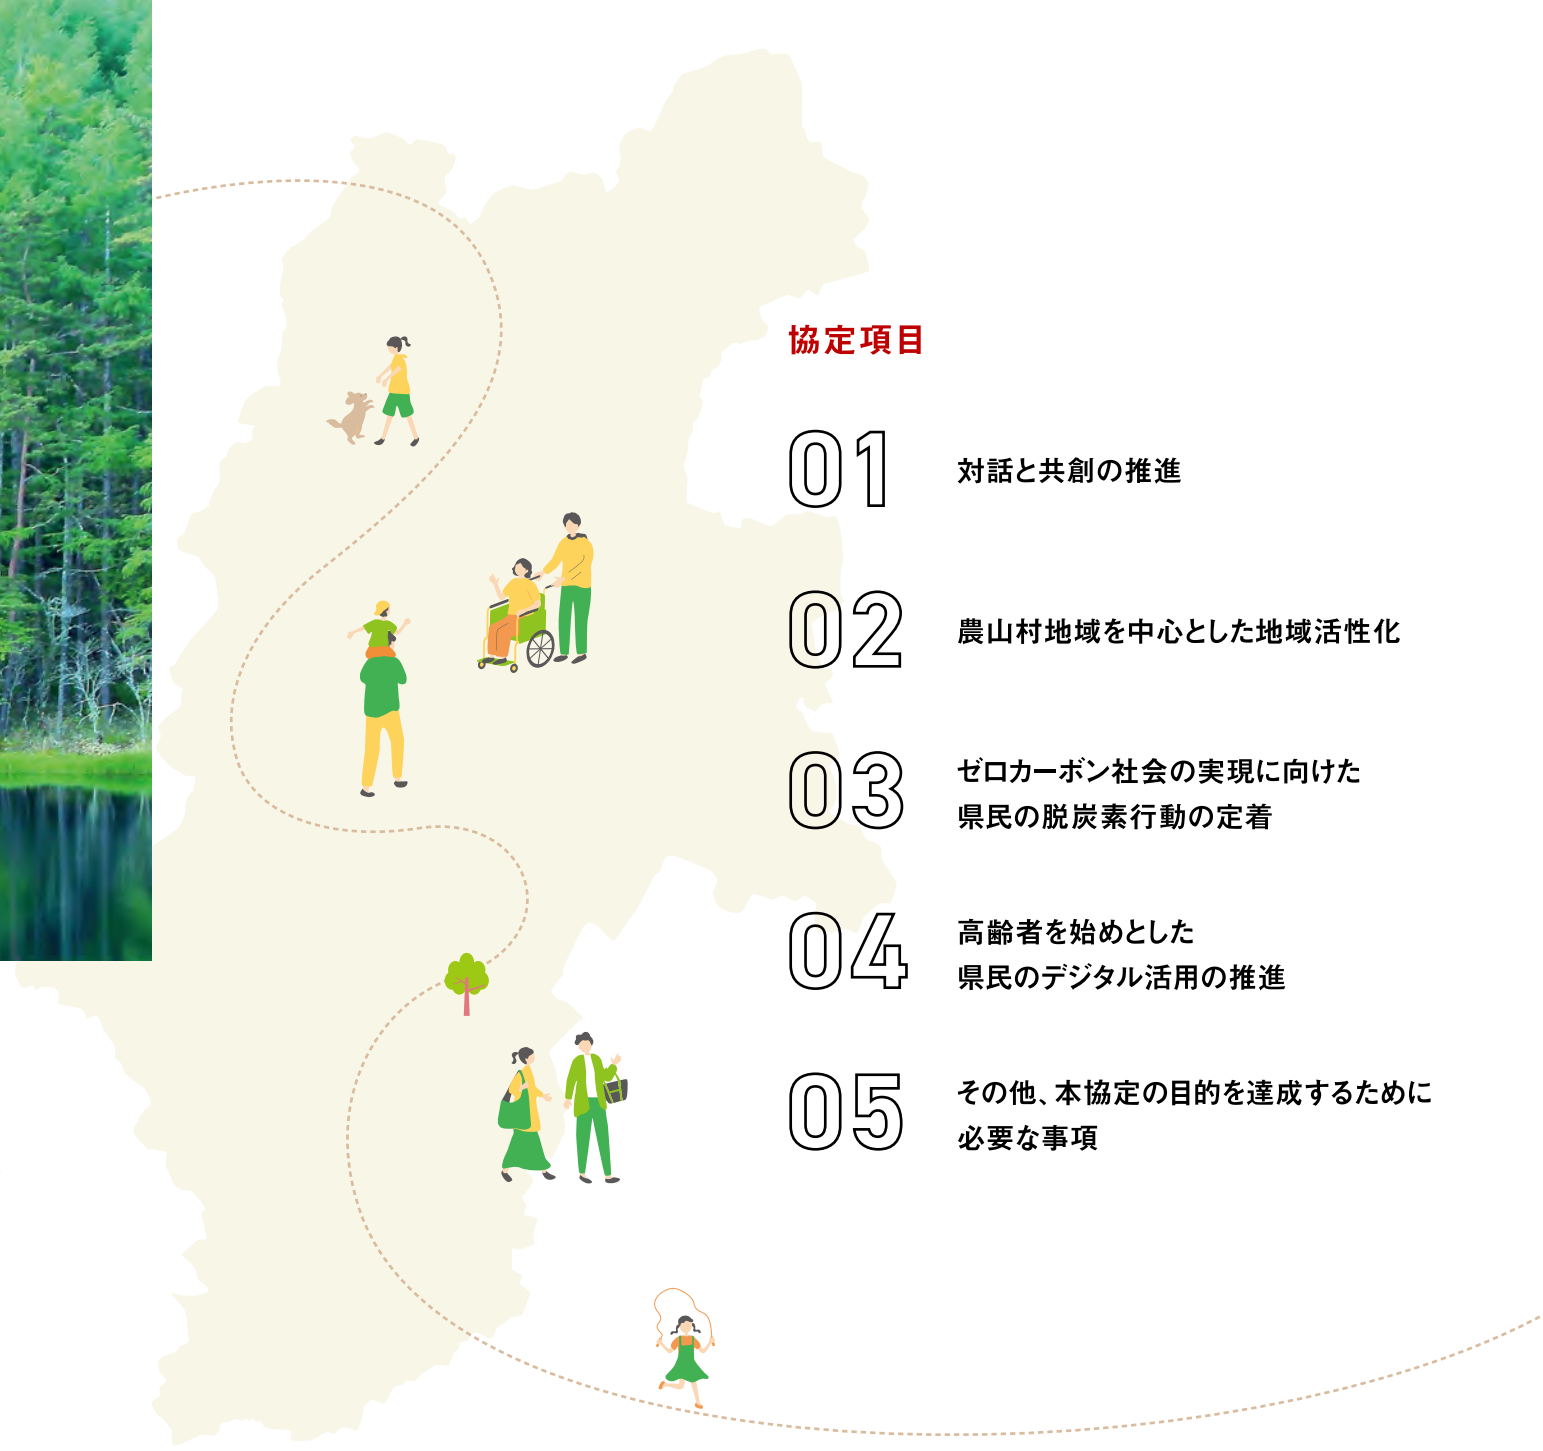 協定項目
01
対話と共創の推進
02
農山村地域を中心とした地域活性化
03
ゼロカーボン社会の実現に向けた
県民の脱炭素行動の定着
04
高齢者を始めとした
県民のデジタル活用の推進
05
その他、本協定の目的を達成するために
必要な事項